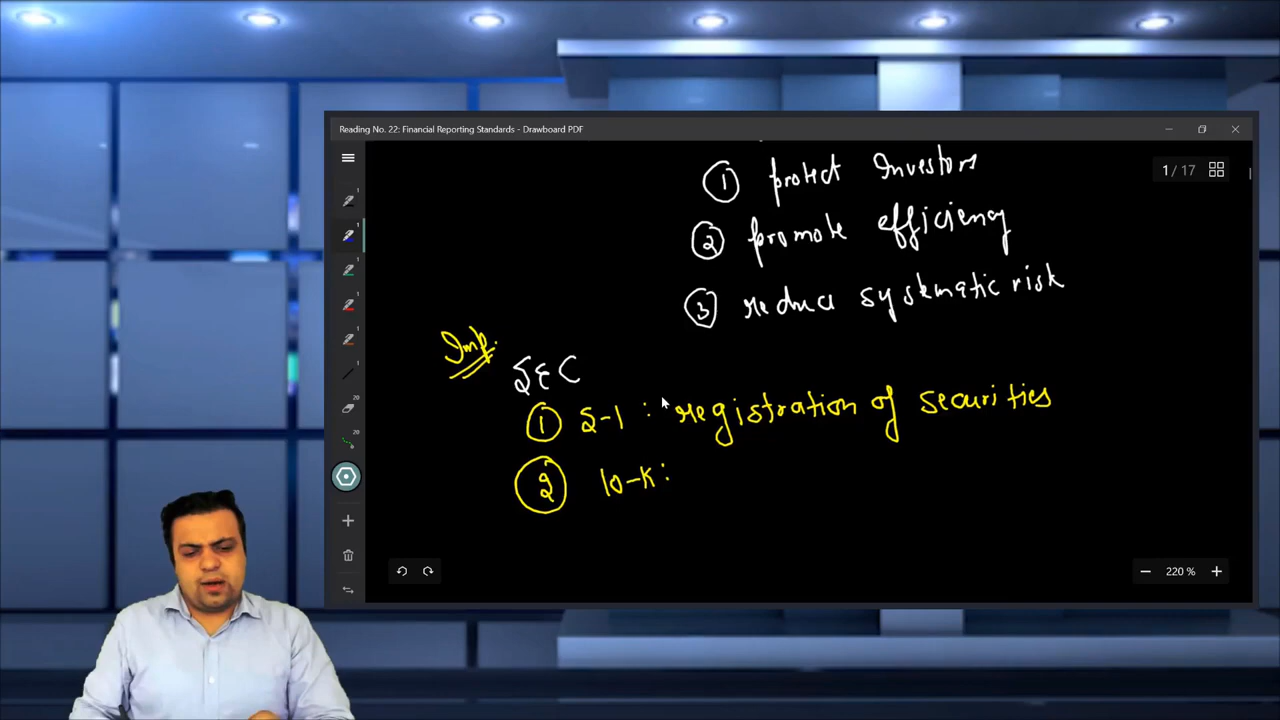 Reading No. 22: Financial Reporting Standards - Drawboard PDF
1 / 17
① protect Investors
② promote efficiency
③ reduce systematic risk
Imp.
SEC
① S-1 : registration of securities
② 10-K :
220 %